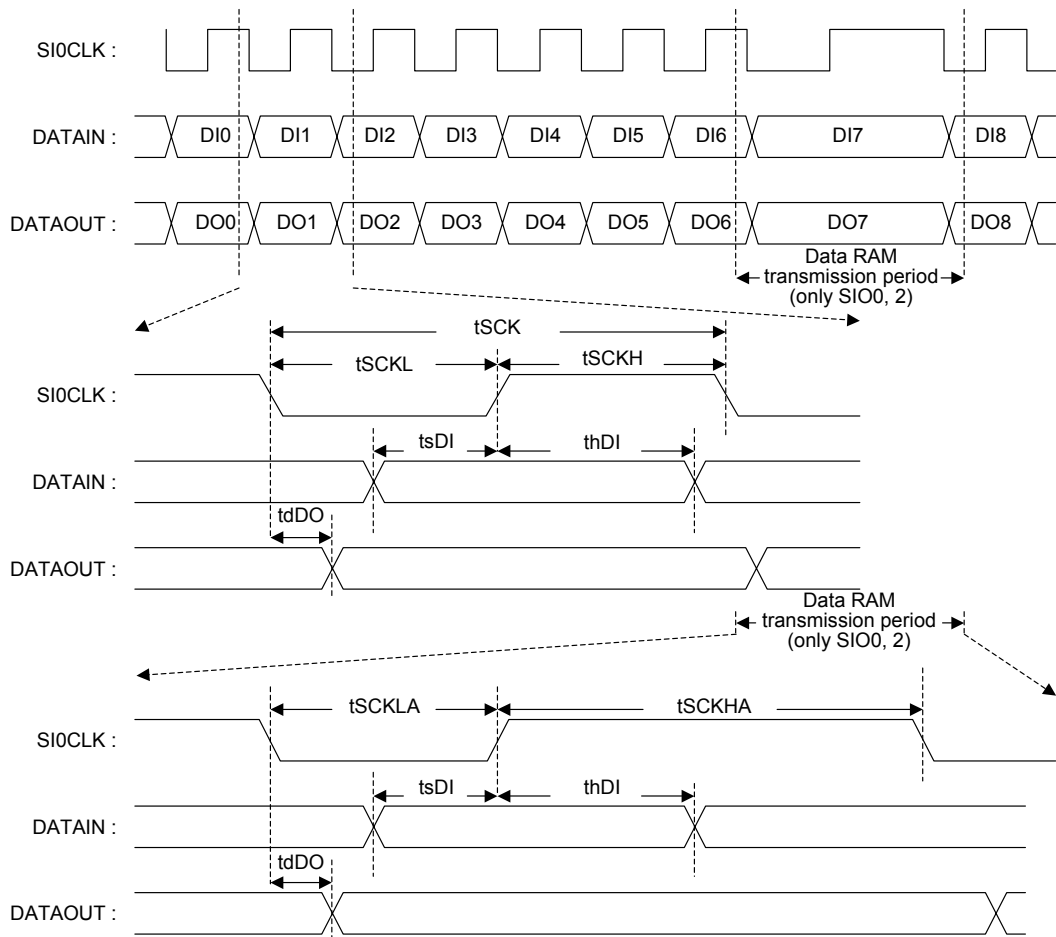 SI0CLK :
DATAIN : DI0 DI1 DI2 DI3 DI4 DI5 DI6 DI7 DI8
DATAOUT : DO0 DO1 DO2 DO3 DO4 DO5 DO6 DO7 DO8
Data RAM
transmission period
(only SIO0, 2)
tSCK
tSCKL tSCKH
SI0CLK :
tsDI thDI
DATAIN :
tdDO
DATAOUT :
Data RAM
transmission period
(only SIO0, 2)
tSCKLA tSCKHA
SI0CLK :
tsDI thDI
DATAIN :
tdDO
DATAOUT :